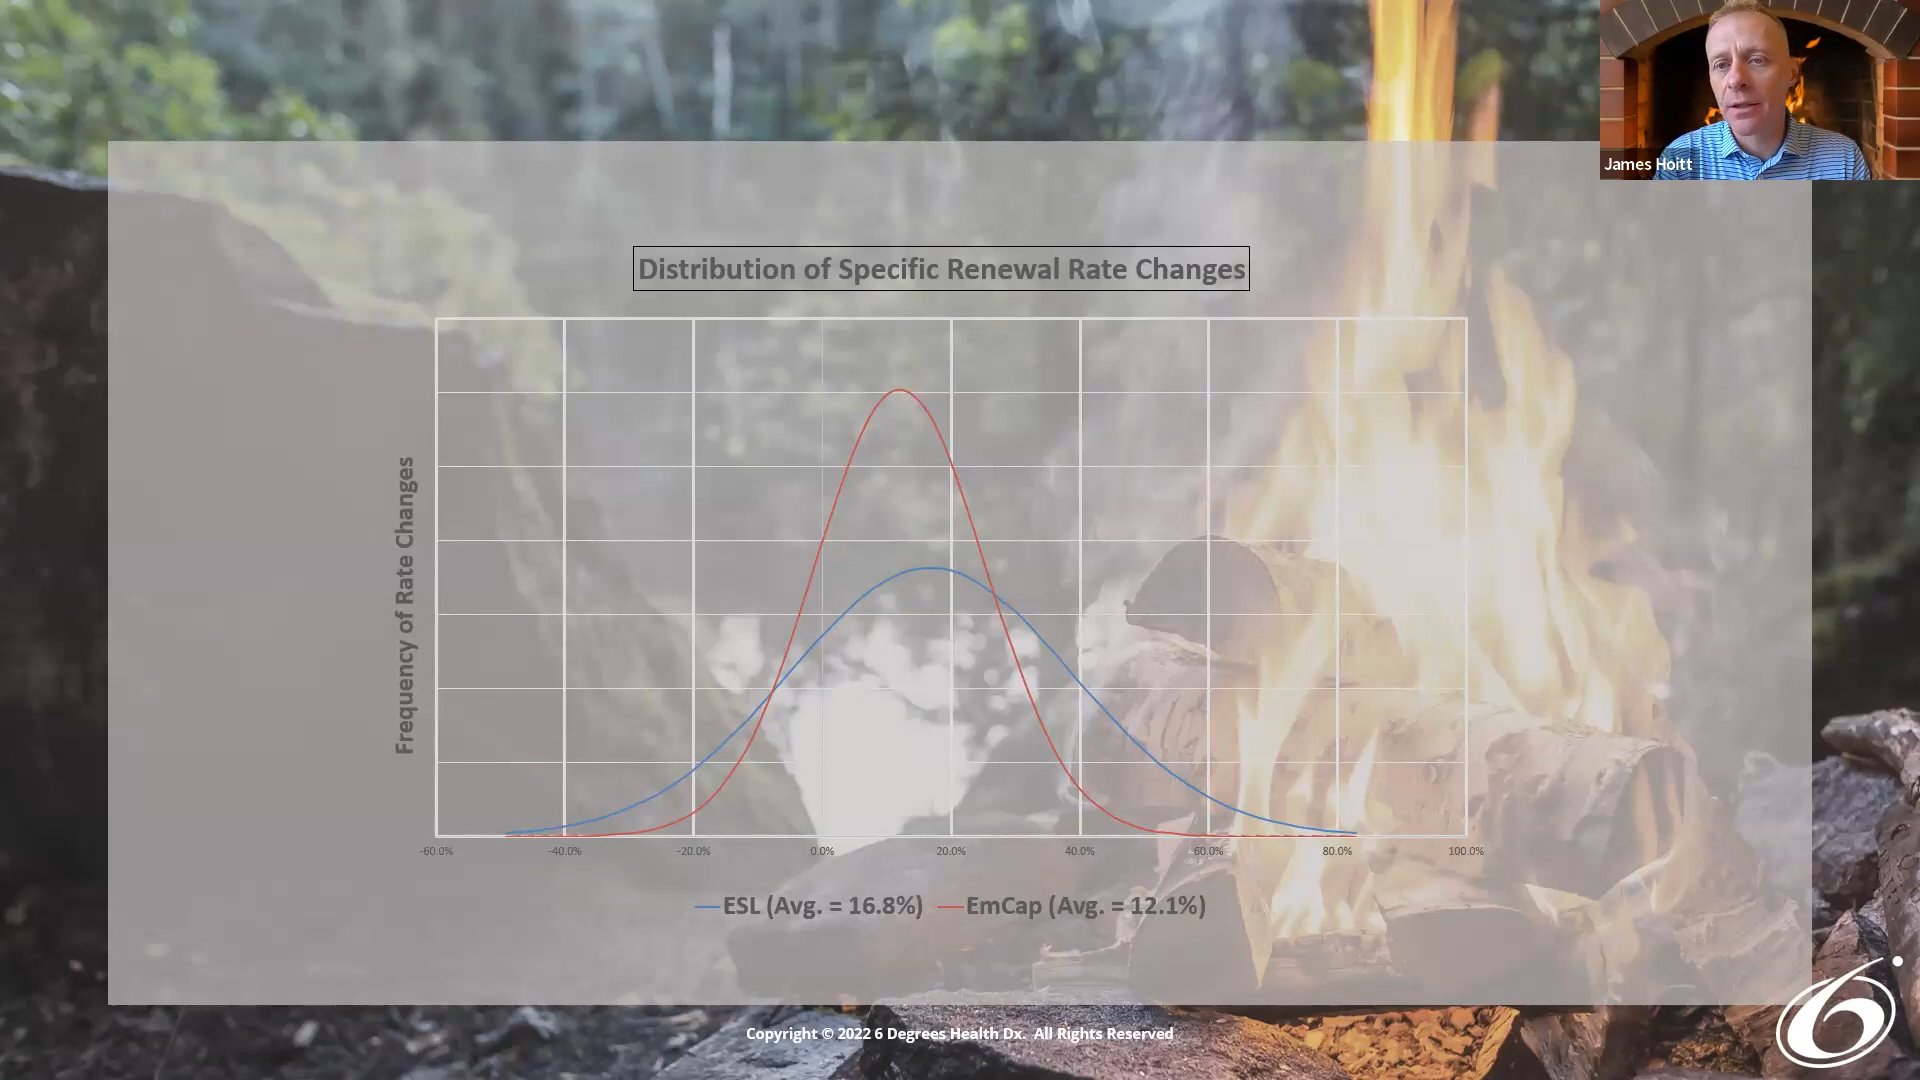 James Hoitt
Distribution of Specific Renewal Rate Changes
Frequency of Rate Changes
-60.0% -40.0% -20.0% 0.0% 20.0% 40.0% 60.0% 80.0% 100.0%
ESL (Avg. = 16.8%) EmCap (Avg. = 12.1%)
6
Copyright © 2022 6 Degrees Health Dx. All Rights Reserved